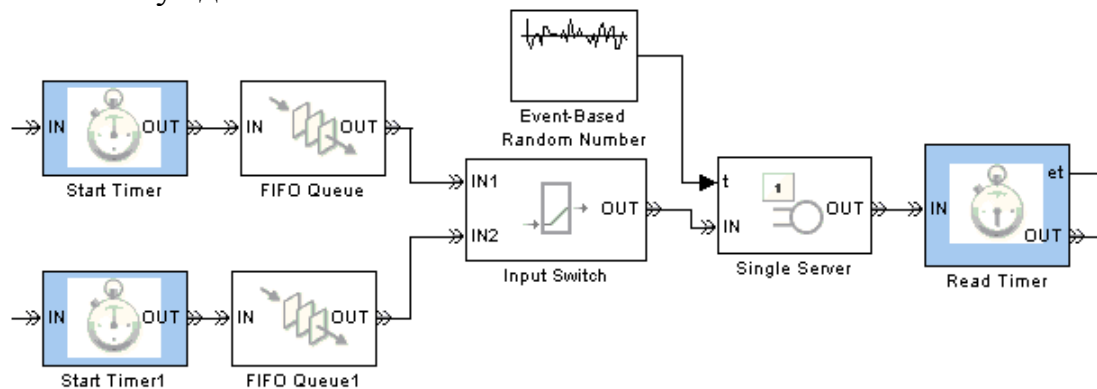 Event-Based
Random Number
IN OUT
Start Timer
IN OUT
FIFO Queue
IN1
IN2
OUT
Input Switch
t
IN
1
OUT
Single Server
IN
et
OUT
Read Timer
IN OUT
Start Timer1
IN OUT
FIFO Queue1